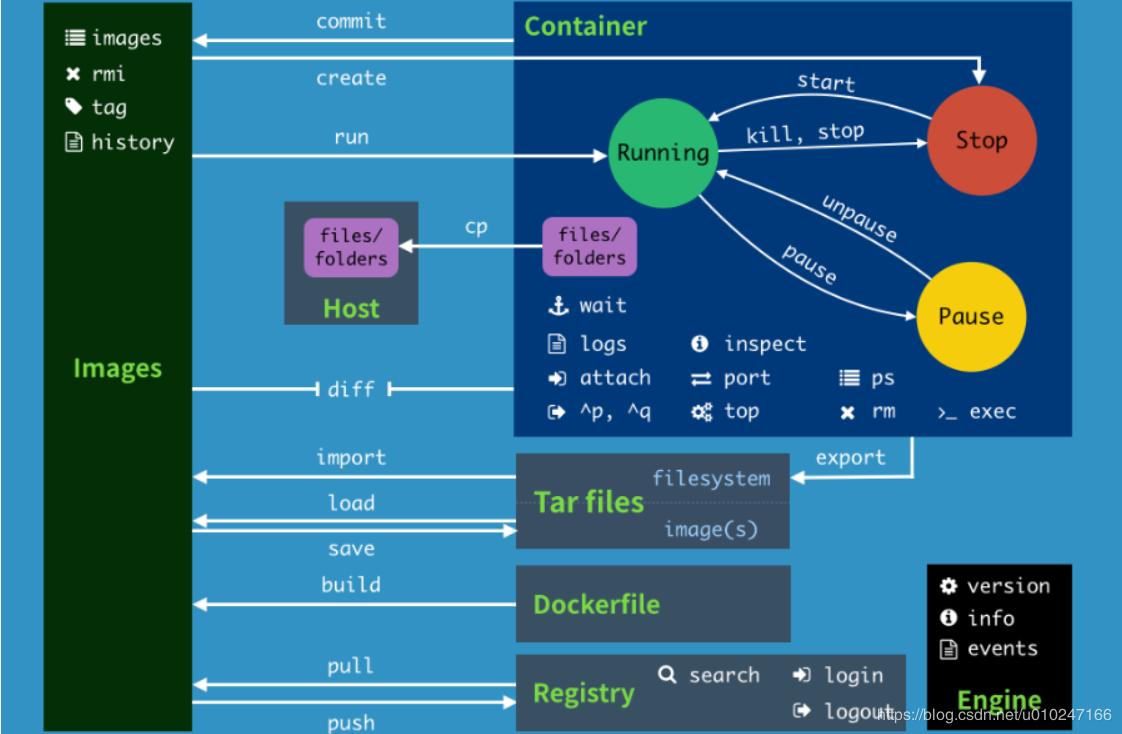 images
rmi
tag
history
Images
commit
create
run
Container
start
kill, stop
Running
Stop
unpause
pause
Pause
files/
folders
Host
cp
files/
folders
wait
logs
inspect
attach
port
ps
^p, ^q
top
rm
>_ exec
diff
import
load
save
export
filesystem
Tar files
image(s)
build
Dockerfile
pull
push
Registry
search
login
logout
version
info
events
Engine
https://blog.csdn.net/u010247166